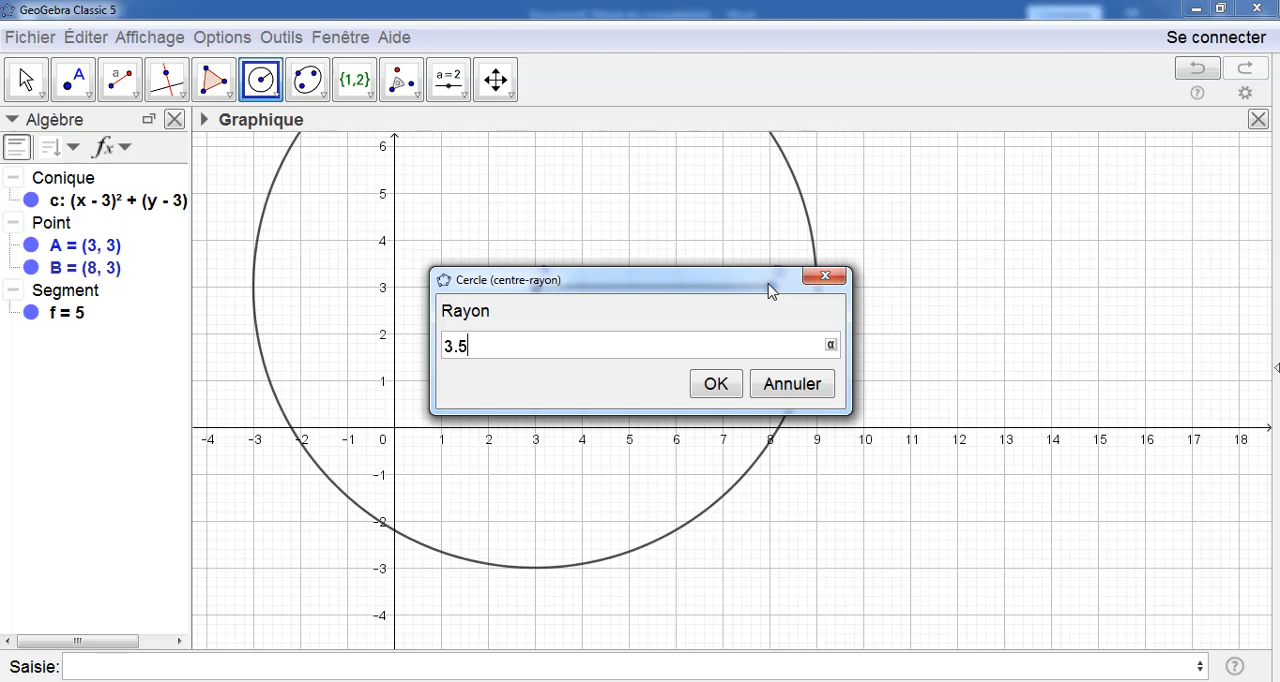 GeoGebra Classic 5
Fichier Éditer Affichage Options Outils Fenêtre Aide
Se connecter
A a {1,2} α a=2
Algèbre
Graphique
fx
Conique
c: (x - 3)² + (y - 3)
Point
A = (3, 3)
B = (8, 3)
Segment
f = 5
6
5
4
3
2
1
-4 -3 -2 -1 0 1 2 3 4 5 6 7 8 9 10 11 12 13 14 15 16 17 18
-1
-2
-3
-4
Cercle (centre-rayon)
Rayon
3.5
α
OK Annuler
Saisie: